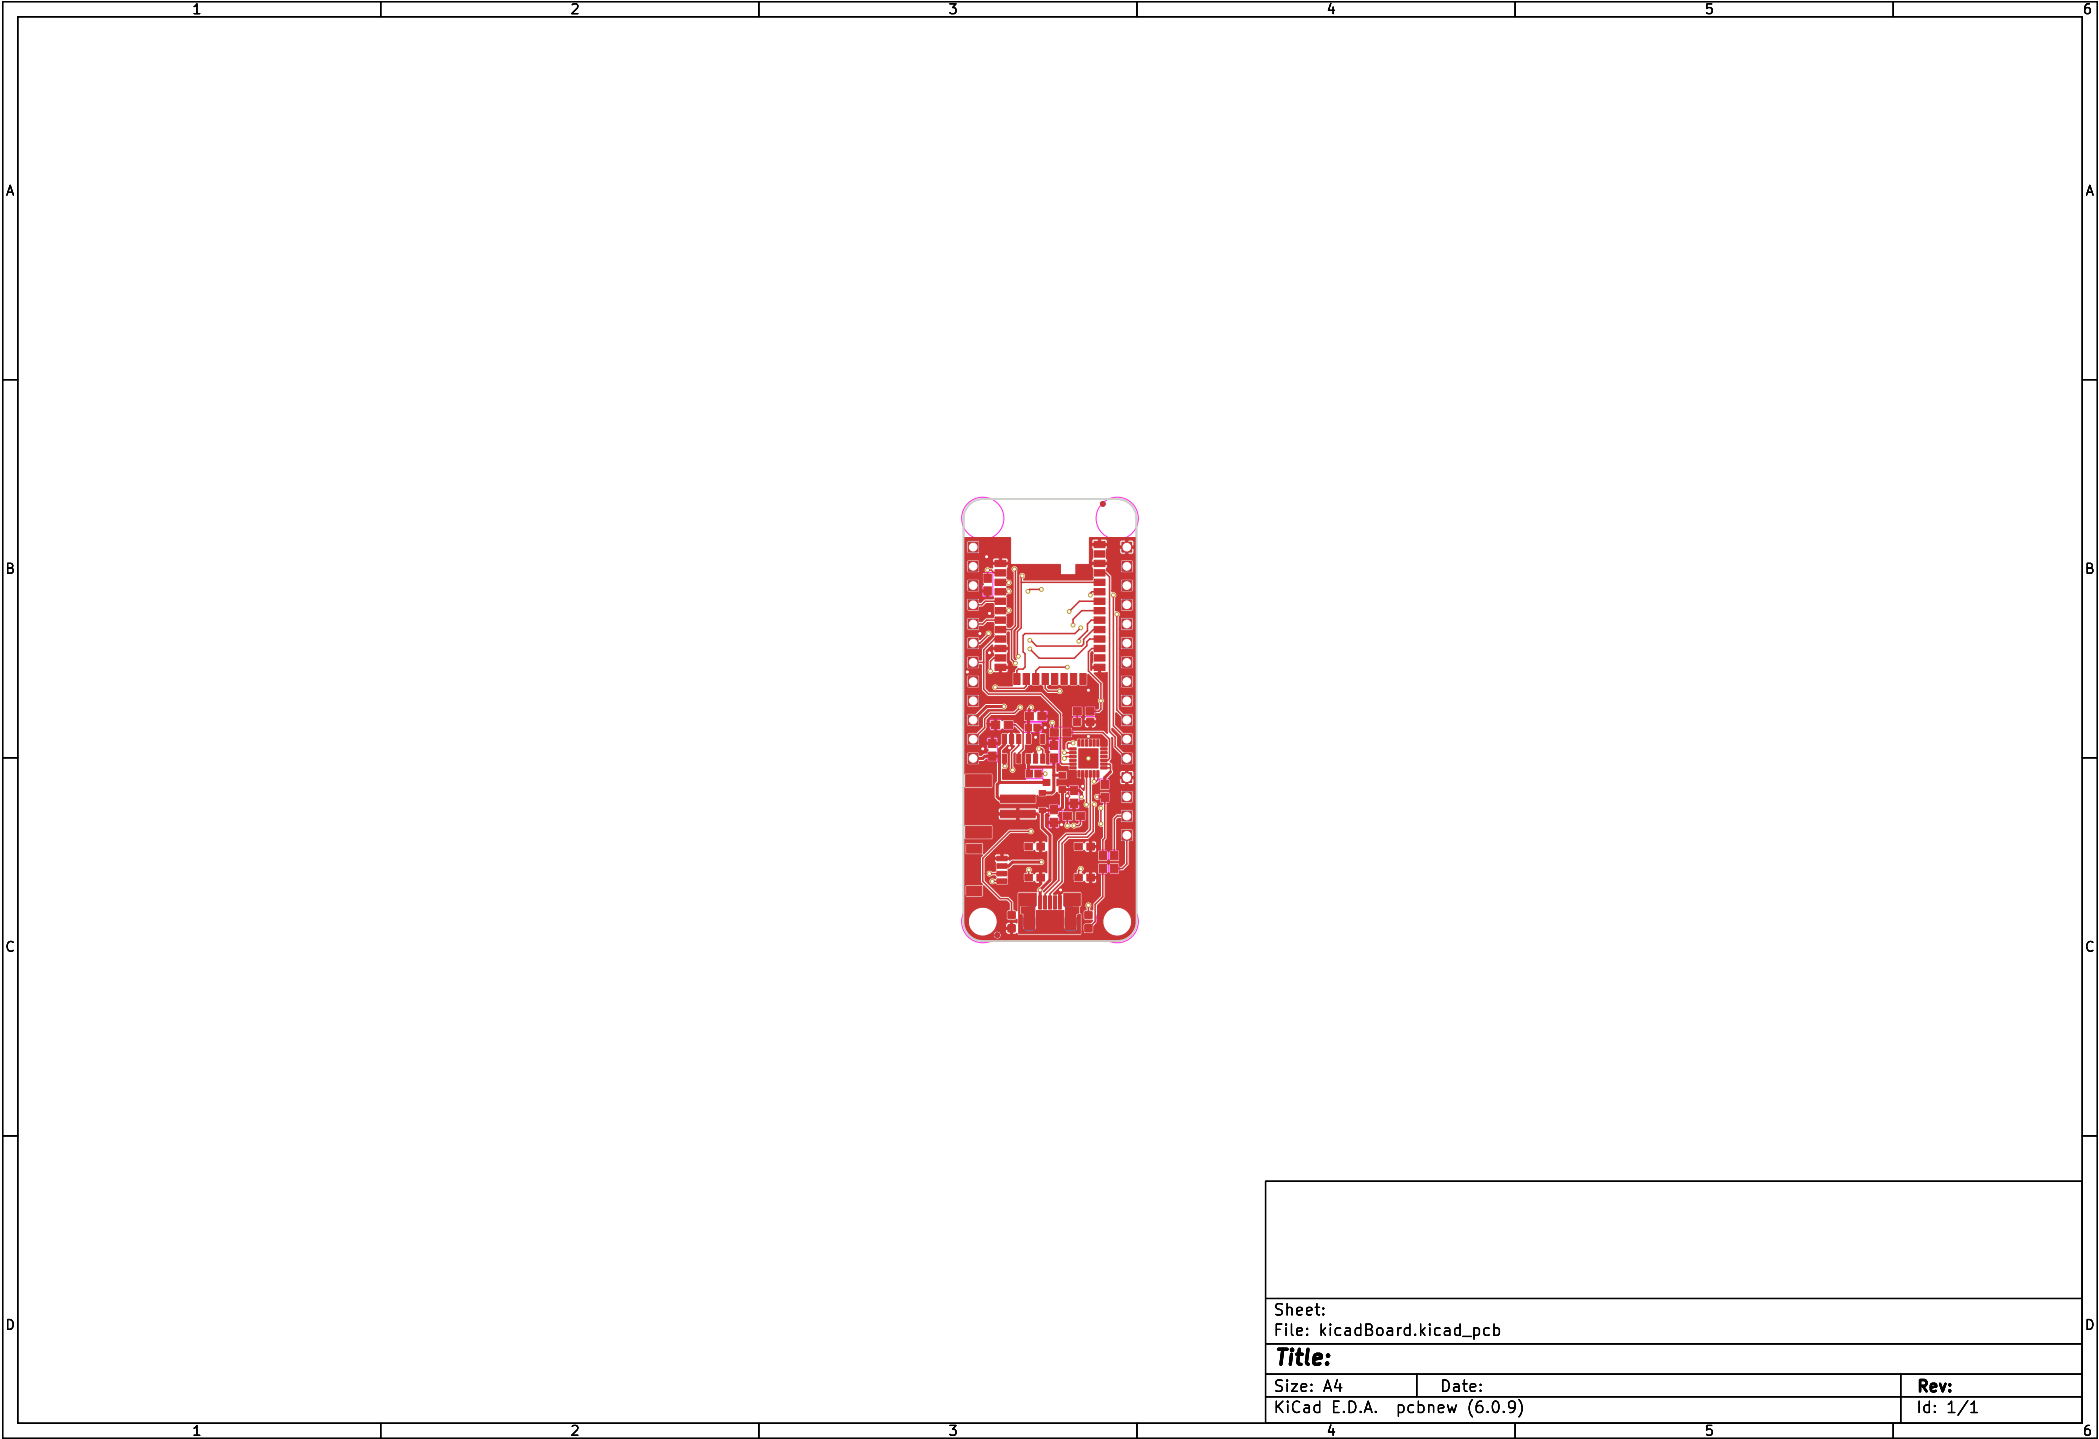 1 2 3 4 5 6
A A
B B
C C
D D
Sheet:
File: kicadBoard.kicad_pcb
Title:
Size: A4 Date: Rev:
KiCad E.D.A. pcbnew (6.0.9) Id: 1/1
1 2 3 4 5 6